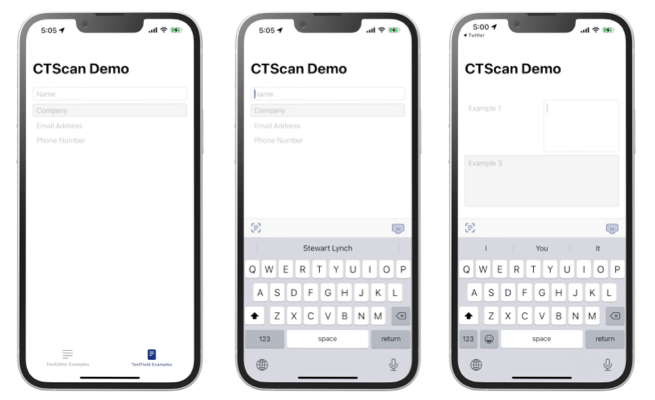 5:05
CTScan Demo
Name
Company
Email Address
Phone Number
TextEditor Examples
TextField Examples
5:05
CTScan Demo
Name
Company
Email Address
Phone Number
Stewart Lynch
Q W E R T Y U I O P
A S D F G H J K L
Z X C V B N M
123 space return
5:00
Twitter
CTScan Demo
Example 1
Example 3
I You It
Q W E R T Y U I O P
A S D F G H J K L
Z X C V B N M
123 space return